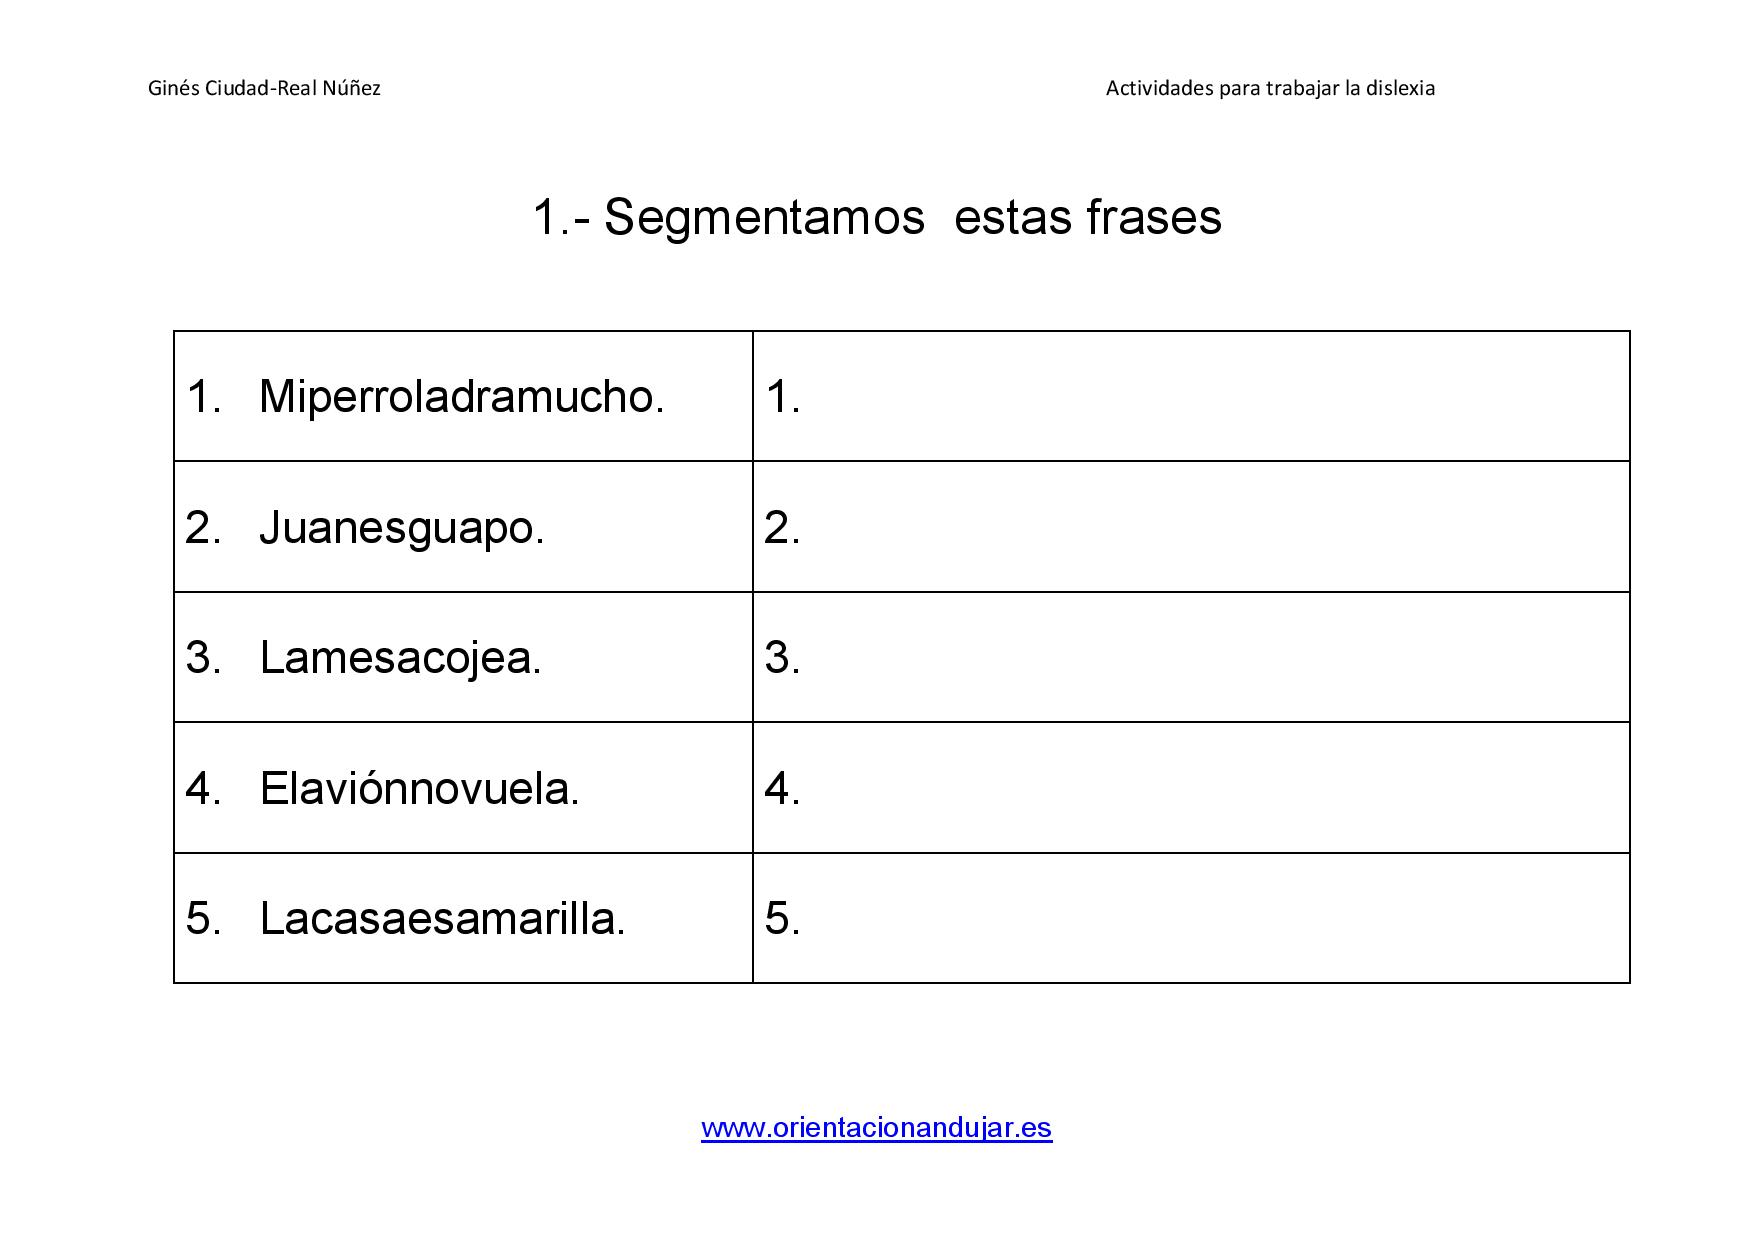 Ginés Ciudad-Real Núñez Actividades para trabajar la dislexia
1.- Segmentamos estas frases
1. Miperroladramucho. 1.
2. Juanesguapo. 2.
3. Lamesacojea. 3.
4. Elaviónnovuela. 4.
5. Lacasaesamarilla. 5.
www.orientacionandujar.es